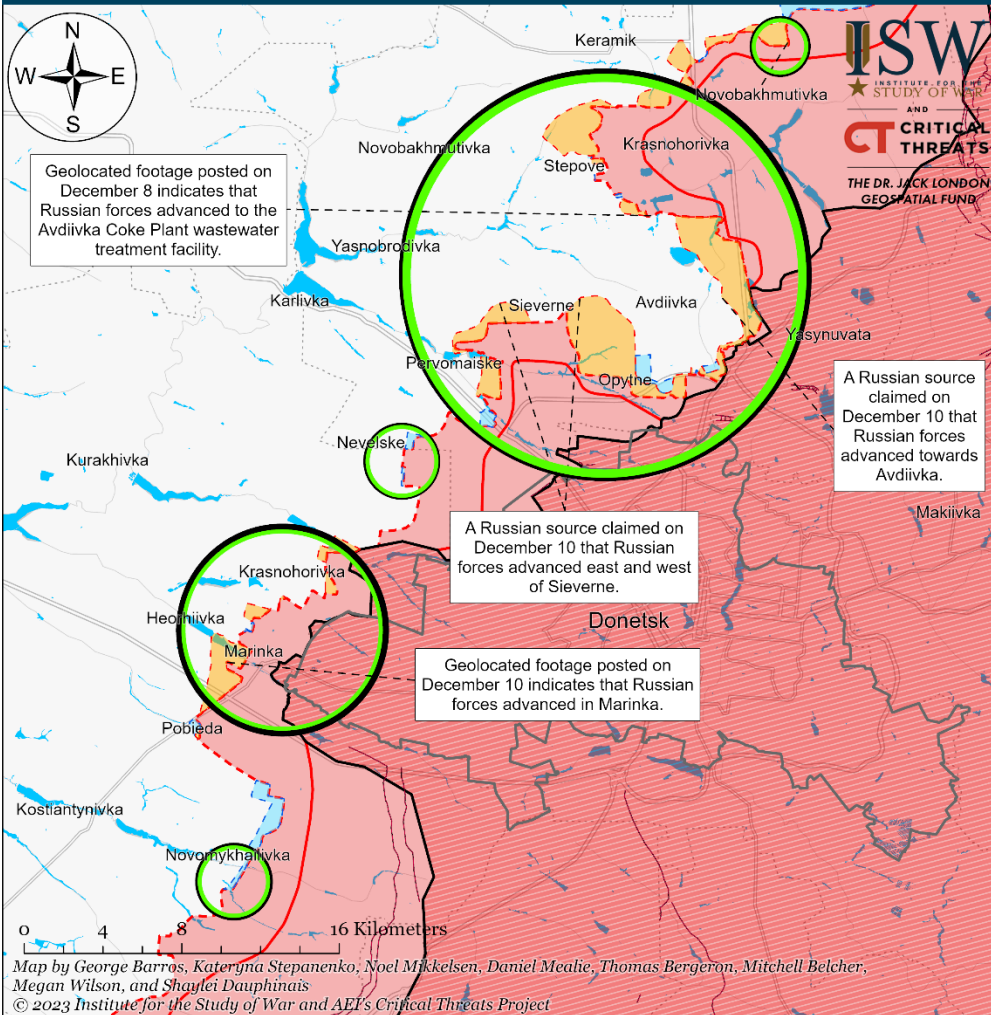 N
W E
S
ISW
INSTITUTE FOR THE
STUDY OF WAR
AND
CT CRITICAL
THREATS
THE DR. JACK LONDON
GEOSPATIAL FUND
Keramik
Novobakhmutivka
Novobakhmutivka
Krasnohorivka
Stepove
Geolocated footage posted on
December 8 indicates that
Russian forces advanced to the
Avdiivka Coke Plant wastewater
treatment facility.
Yasnobrodivka
Karlivka
Sieverne
Avdiivka
Yasynuvata
Pervomaiske
Opytne
A Russian source
claimed on
December 10 that
Russian forces
advanced towards
Avdiivka.
Nevelske
Kurakhivka
Makiivka
A Russian source claimed on
December 10 that Russian
forces advanced east and west
of Sieverne.
Krasnohorivka
Heorhiivka
Donetsk
Marinka
Geolocated footage posted on
December 10 indicates that Russian
forces advanced in Marinka.
Pobieda
Kostiantynivka
Novomykhailivka
0 4 8 16 Kilometers
Map by George Barros, Kateryna Stepanenko, Noel Mikkelsen, Daniel Mealie, Thomas Bergeron, Mitchell Belcher,
Megan Wilson, and Shaylei Dauphinais
© 2023 Institute for the Study of War and AEI's Critical Threats Project